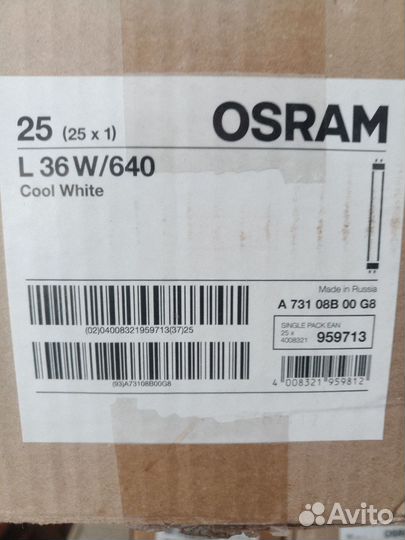 25 (25 x 1)
OSRAM
L 36 W/640
Cool White
Made in Russia
A 731 08B 00 G8
(02)04008321959713(37)25
SINGLE PACK EAN
25 x
4008321 959713
(93)A73108B00G8
4 008321 959812
OSR
Avito